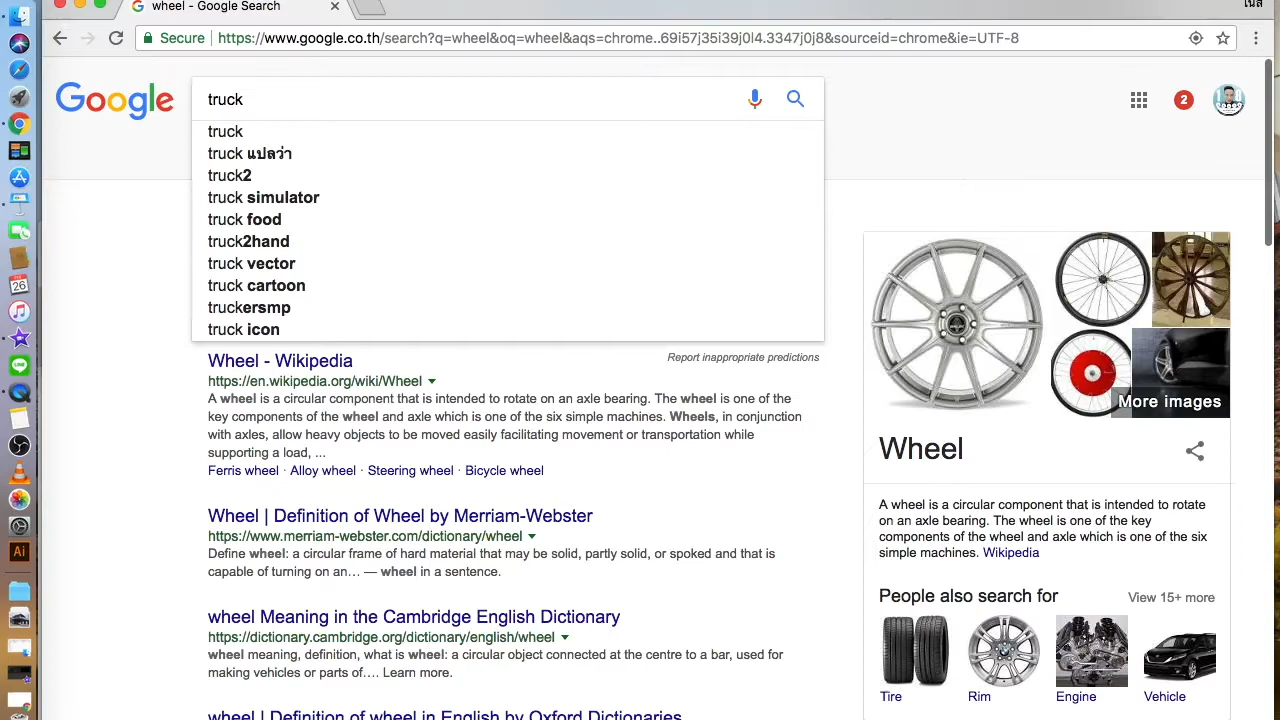 wheel - Google Search
Secure
https://www.google.co.th/search?q=wheel&oq=wheel&aqs=chrome..69i57j35i39j0l4.3347j0j8&sourceid=chrome&ie=UTF-8
Google
truck
2
truck
truck แปลว่า
truck2
truck simulator
truck food
truck2hand
truck vector
truck cartoon
truckersmp
truck icon
Report inappropriate predictions
Wheel - Wikipedia
https://en.wikipedia.org/wiki/Wheel
A wheel is a circular component that is intended to rotate on an axle bearing. The wheel is one of the
key components of the wheel and axle which is one of the six simple machines. Wheels, in conjunction
with axles, allow heavy objects to be moved easily facilitating movement or transportation while
supporting a load, ...
Ferris wheel · Alloy wheel · Steering wheel · Bicycle wheel
Wheel | Definition of Wheel by Merriam-Webster
https://www.merriam-webster.com/dictionary/wheel
Define wheel: a circular frame of hard material that may be solid, partly solid, or spoked and that is
capable of turning on an… — wheel in a sentence.
wheel Meaning in the Cambridge English Dictionary
https://dictionary.cambridge.org/dictionary/english/wheel
wheel meaning, definition, what is wheel: a circular object connected at the centre to a bar, used for
making vehicles or parts of…. Learn more.
wheel | Definition of wheel in English by Oxford Dictionaries
More images
Wheel
A wheel is a circular component that is intended to rotate
on an axle bearing. The wheel is one of the key
components of the wheel and axle which is one of the six
simple machines. Wikipedia
People also search for
View 15+ more
Tire
Rim
Engine
Vehicle
FEB
26
LINE
Ai